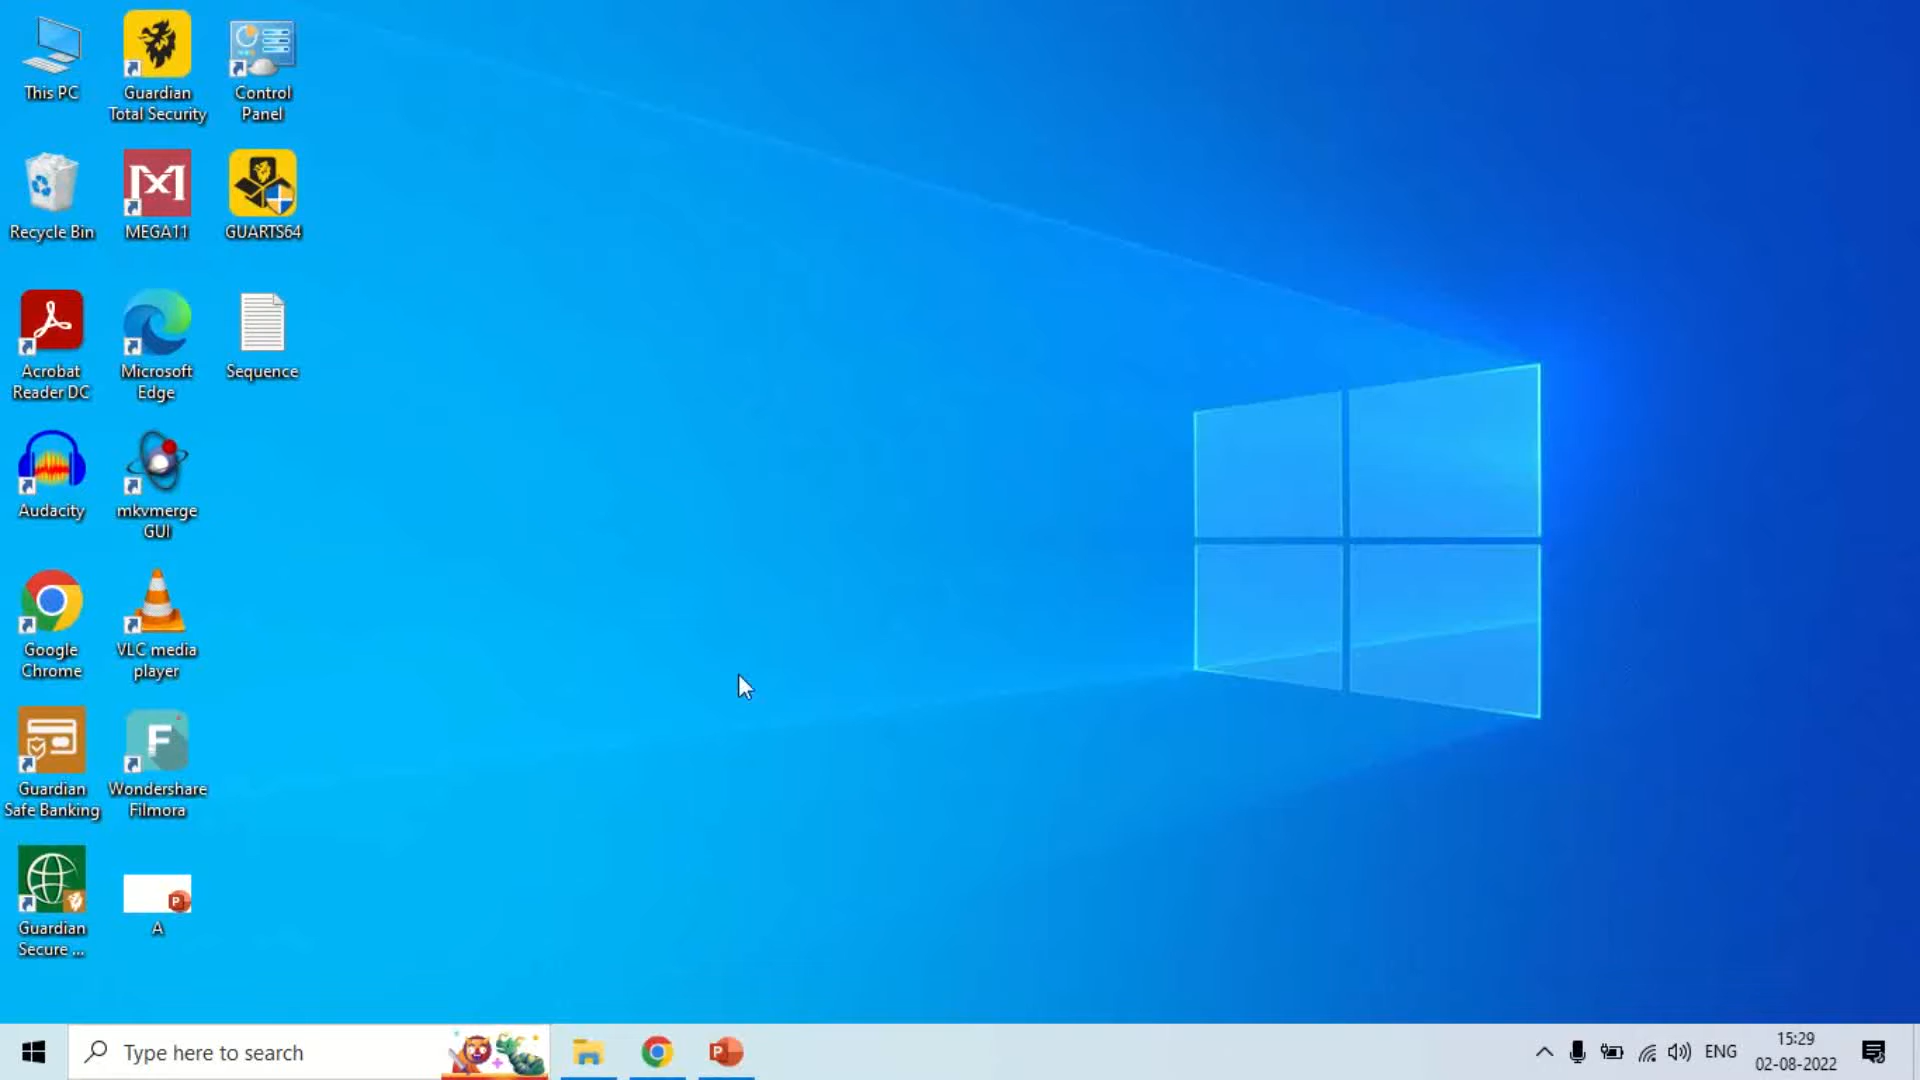 This PC
Guardian
Total Security
Control
Panel
Recycle Bin
MEGA11
GUARTS64
Acrobat
Reader DC
Microsoft
Edge
Sequence
Audacity
mkvmerge
GUI
Google
Chrome
VLC media
player
Guardian
Safe Banking
F
Wondershare
Filmora
Guardian
Secure ...
P
A
Type here to search
P
ENG
15:29
02-08-2022